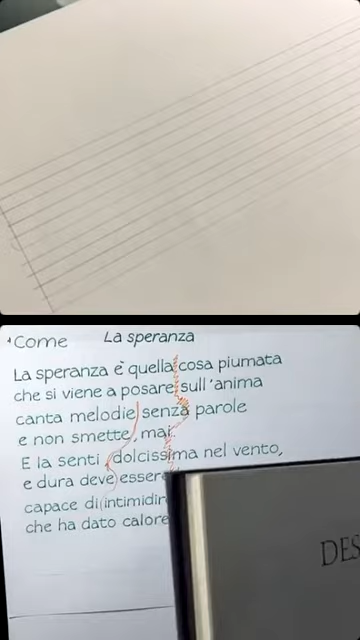 Come
La speranza
La speranza è quella cosa piumata
che si viene a posare sull'anima
canta melodie senza parole
e non smette, mai
E la senti dolcissima nel vento,
e dura deve essere
capace di intimidir
che ha dato calore
DES